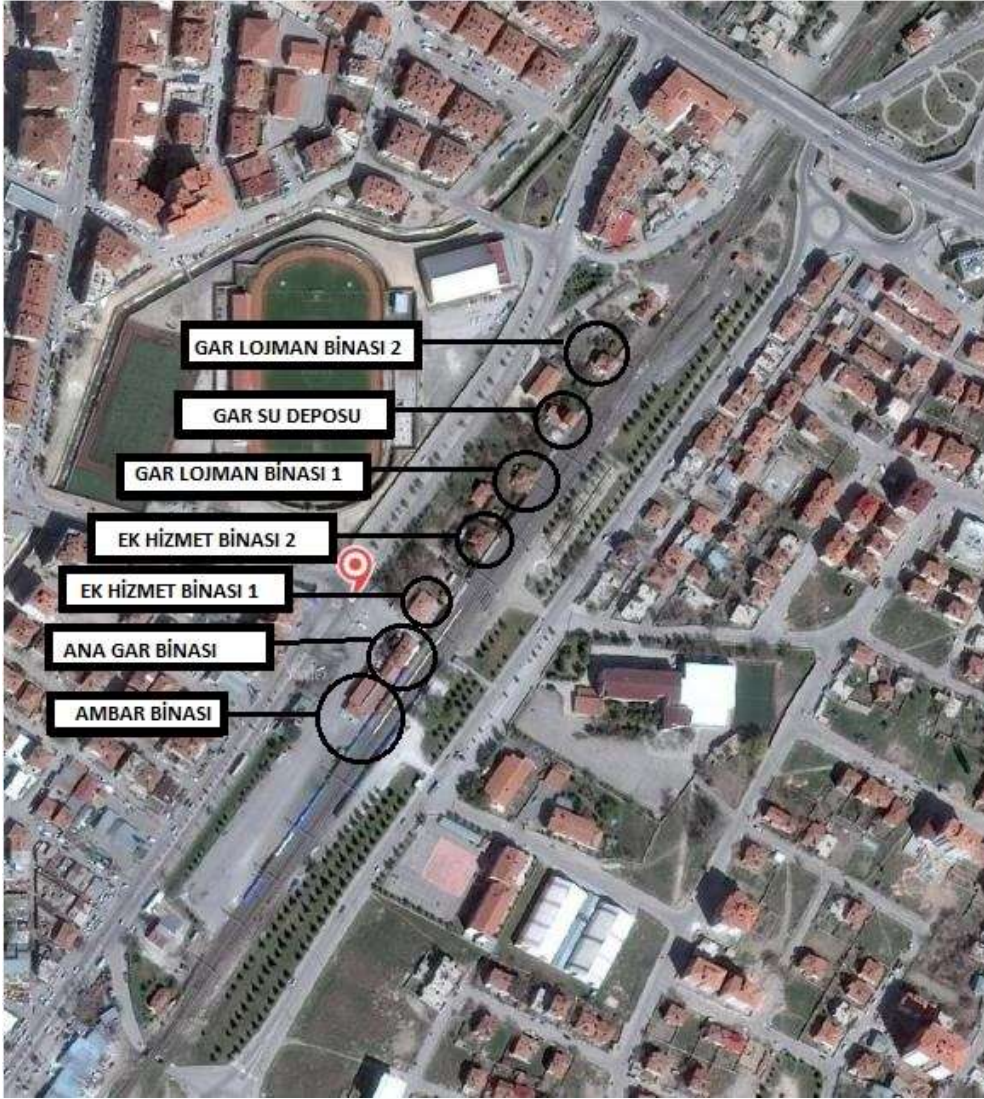 GAR LOJMAN BİNASI 2
GAR SU DEPOSU
GAR LOJMAN BİNASI 1
EK HİZMET BİNASI 2
EK HİZMET BİNASI 1
ANA GAR BİNASI
AMBAR BİNASI